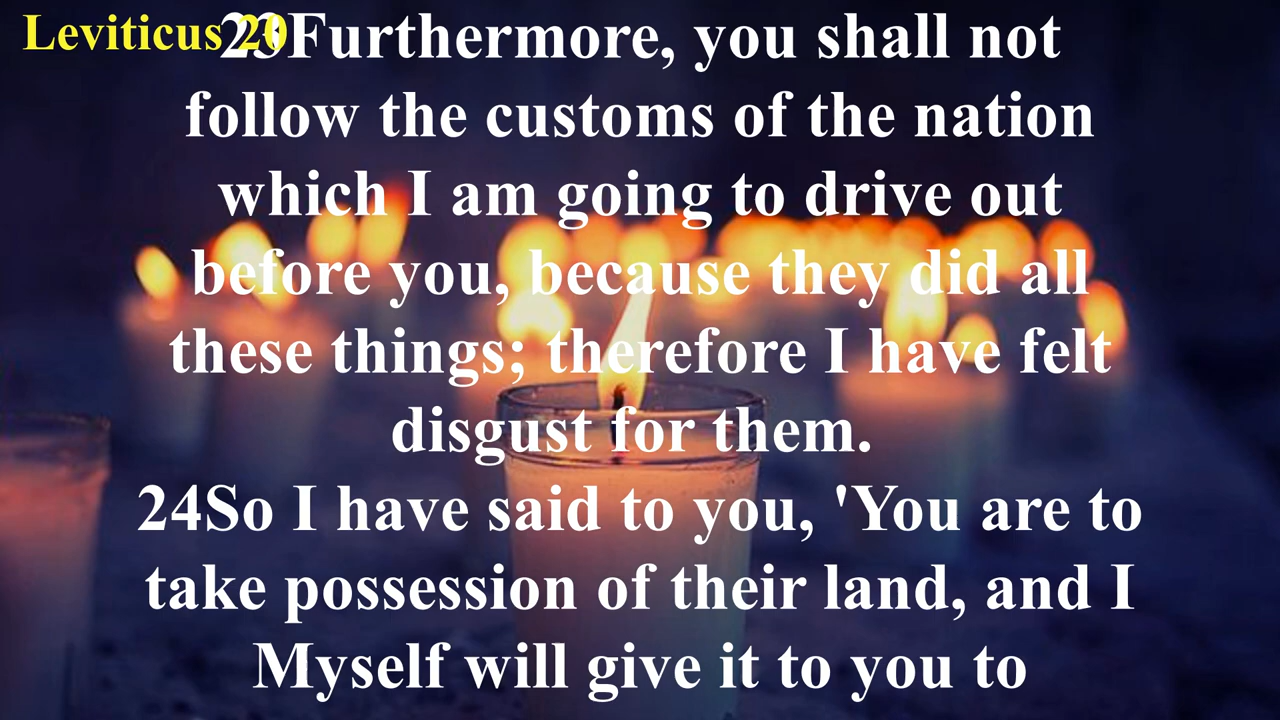 Leviticus 20
23Furthermore, you shall not
follow the customs of the nation
which I am going to drive out
before you, because they did all
these things; therefore I have felt
disgust for them.
24So I have said to you, 'You are to
take possession of their land, and I
Myself will give it to you to